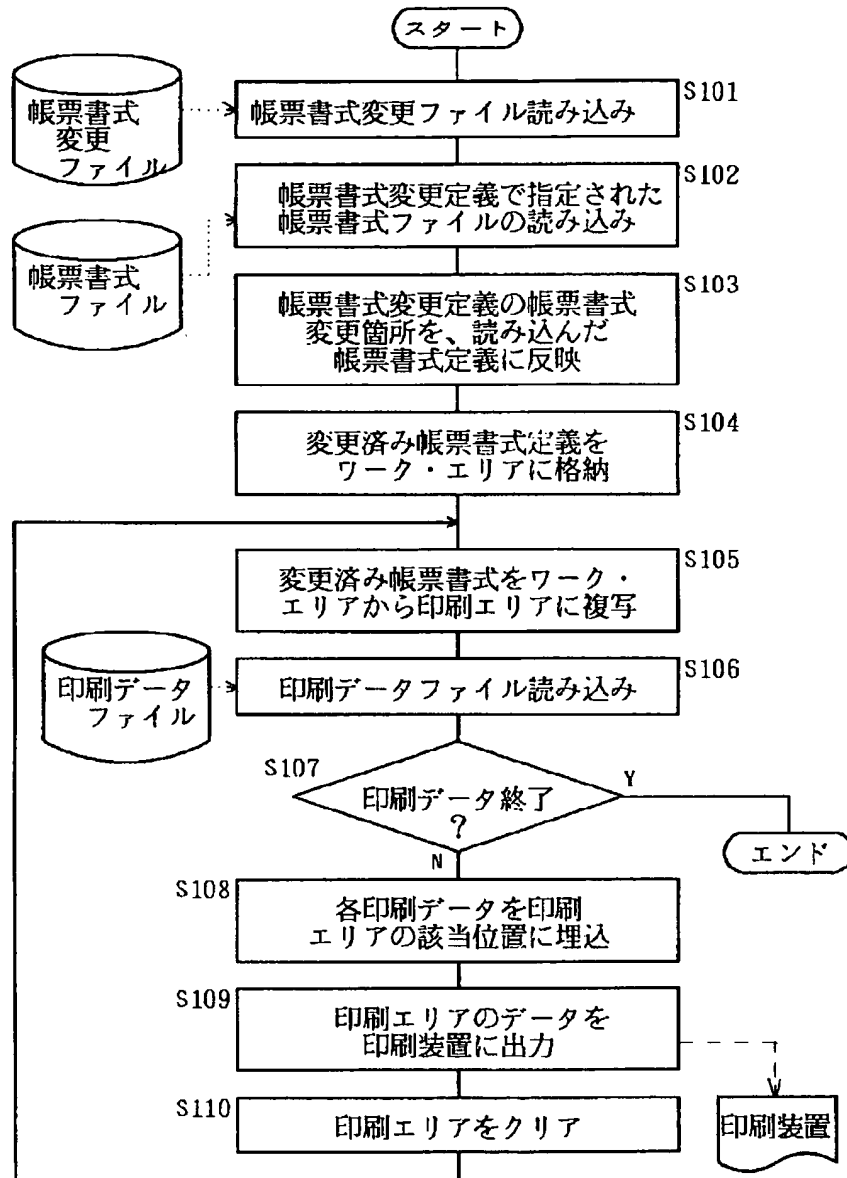 スタート
帳票書式
変更
ファイル
帳票書式変更ファイル読み込み
S101
帳票書式変更定義で指定された
帳票書式ファイルの読み込み
S102
帳票書式
ファイル
帳票書式変更定義の帳票書式
変更箇所を、読み込んだ
帳票書式定義に反映
S103
変更済み帳票書式定義を
ワーク・エリアに格納
S104
変更済み帳票書式をワーク・
エリアから印刷エリアに複写
S105
印刷データ
ファイル
印刷データファイル読み込み
S106
S107
印刷データ終了
?
Y
N
エンド
S108
各印刷データを印刷
エリアの該当位置に埋込
S109
印刷エリアのデータを
印刷装置に出力
S110
印刷エリアをクリア
印刷装置